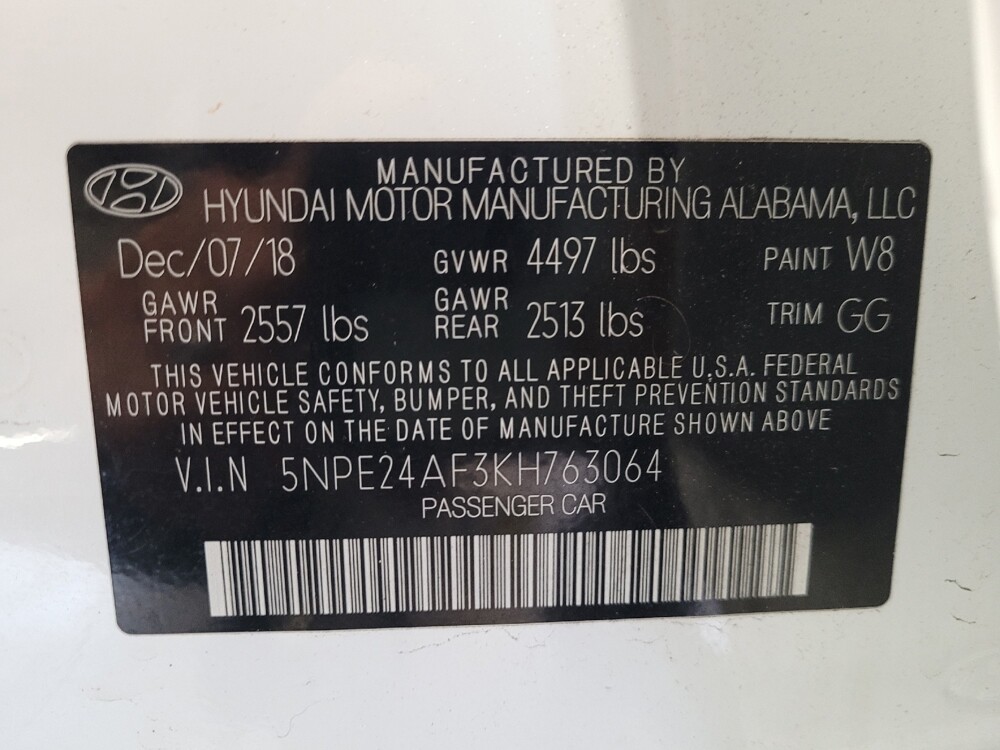 MANUFACTURED BY
HYUNDAI MOTOR MANUFACTURING ALABAMA, LLC
Dec/07/18 GVWR 4497 lbs PAINT W8
GAWR FRONT 2557 lbs GAWR REAR 2513 lbs TRIM GG
THIS VEHICLE CONFORMS TO ALL APPLICABLE U.S.A. FEDERAL
MOTOR VEHICLE SAFETY, BUMPER, AND THEFT PREVENTION STANDARDS
IN EFFECT ON THE DATE OF MANUFACTURE SHOWN ABOVE
V.I.N 5NPE24AF3KH763064
PASSENGER CAR